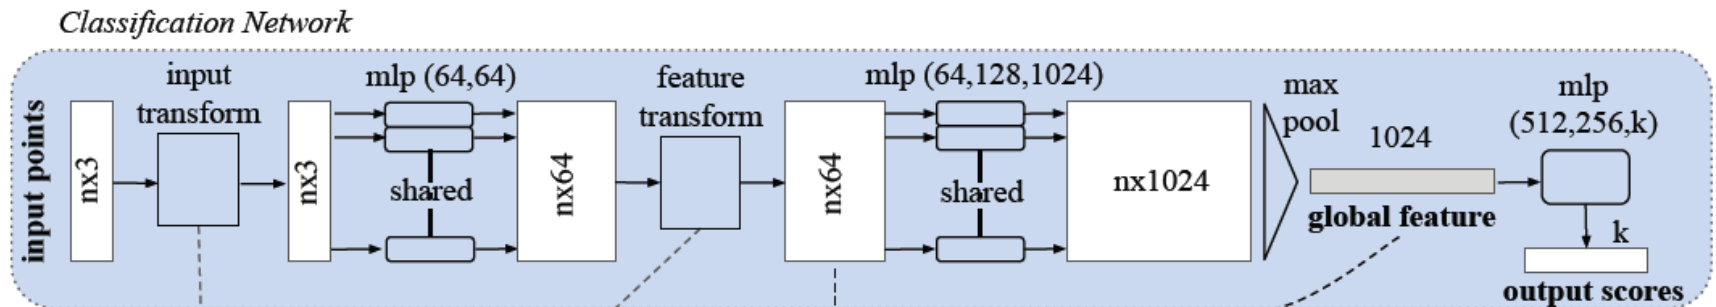 Classification Network
input points
nx3
input
transform
nx3
mlp (64,64)
shared
nx64
feature
transform
nx64
mlp (64,128,1024)
shared
nx1024
max
pool
1024
global feature
mlp
(512,256,k)
k
output scores